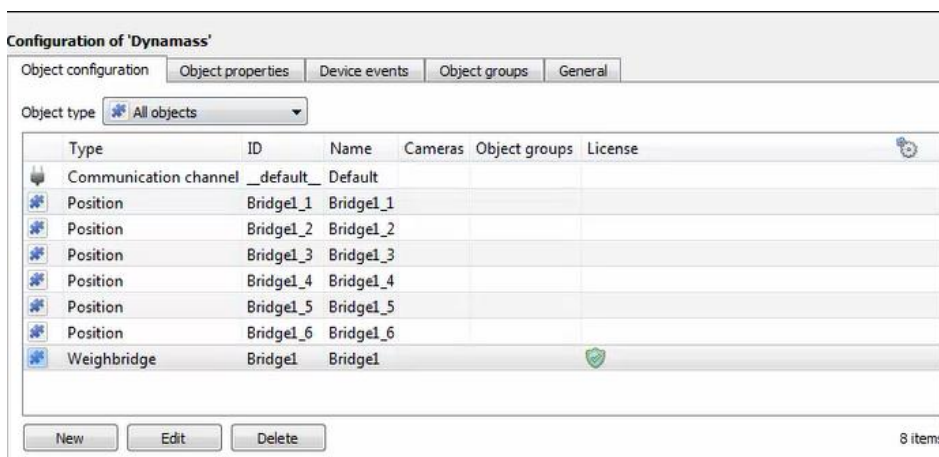 Configuration of 'Dynamass'
Object configuration Object properties Device events Object groups General
Object type All objects
Type ID Name Cameras Object groups License
Communication channel __default__ Default
Position Bridge1_1 Bridge1_1
Position Bridge1_2 Bridge1_2
Position Bridge1_3 Bridge1_3
Position Bridge1_4 Bridge1_4
Position Bridge1_5 Bridge1_5
Position Bridge1_6 Bridge1_6
Weighbridge Bridge1 Bridge1
New Edit Delete 8 items